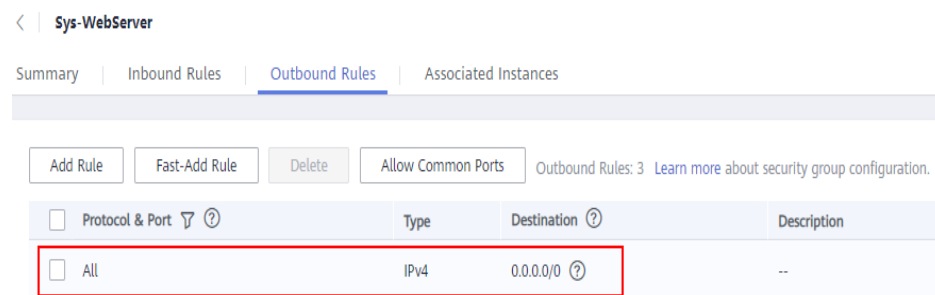 Sys-WebServer
Summary Inbound Rules Outbound Rules Associated Instances
Add Rule Fast-Add Rule Delete Allow Common Ports Outbound Rules: 3 Learn more about security group configuration.
Protocol & Port Type Destination Description
All IPv4 0.0.0.0/0 --